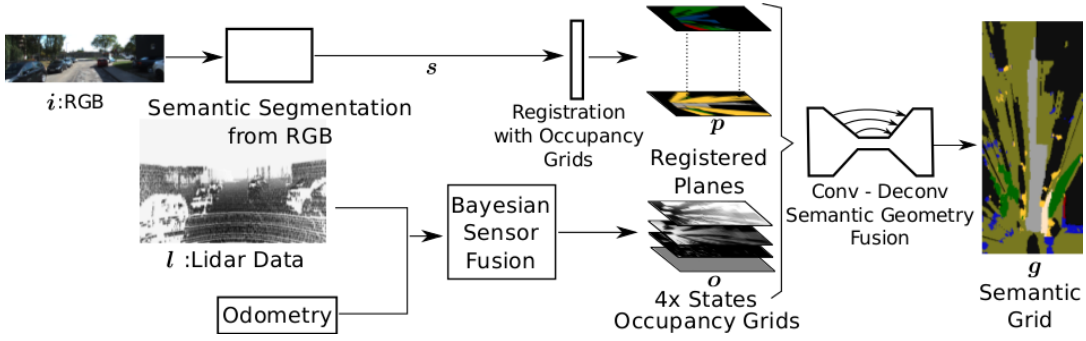 i:RGB
Semantic Segmentation
from RGB
s
Registration
with Occupancy
Grids
p
Registered
Planes
l :Lidar Data
Odometry
Bayesian
Sensor
Fusion
o
4x States
Occupancy Grids
Conv - Deconv
Semantic Geometry
Fusion
g
Semantic
Grid